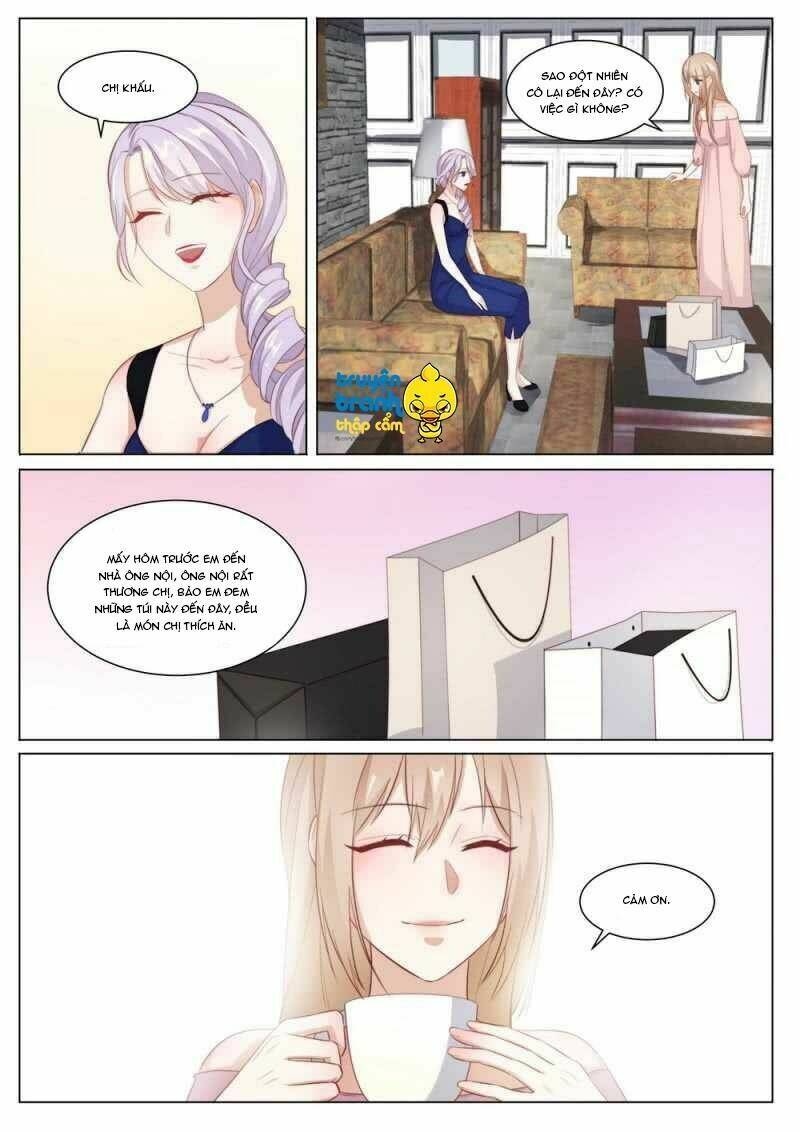 CHỊ KHẤU.
SAO ĐỘT NHIÊN
CÔ LẠI ĐẾN ĐÂY? CÓ
VIỆC GÌ KHÔNG?
truyện
tranh
thập cẩm
MẤY HÔM TRƯỚC EM ĐẾN
NHÀ ÔNG NỘI, ÔNG NỘI RẤT
THƯƠNG CHỊ, BẢO EM ĐEM
NHỮNG TÚI NÀY ĐẾN ĐÂY, ĐỀU
LÀ MÓN CHỊ THÍCH ĂN.
CẢM ƠN.